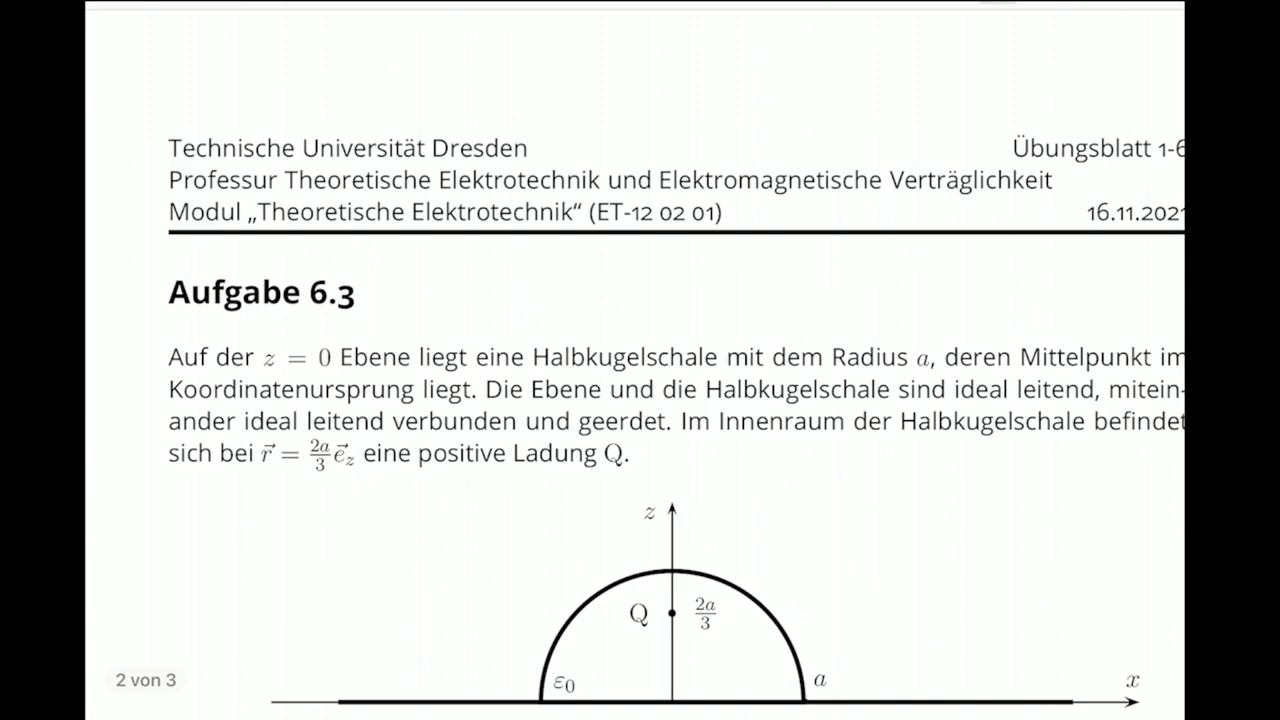 Technische Universität Dresden Übungsblatt 1-6
Professur Theoretische Elektrotechnik und Elektromagnetische Verträglichkeit
Modul „Theoretische Elektrotechnik“ (ET-12 02 01) 16.11.2021
Aufgabe 6.3
Auf der z = 0 Ebene liegt eine Halbkugelschale mit dem Radius a, deren Mittelpunkt im
Koordinatenursprung liegt. Die Ebene und die Halbkugelschale sind ideal leitend, mitein-
ander ideal leitend verbunden und geerdet. Im Innenraum der Halbkugelschale befindet
sich bei r⃗ = 2a/3 e⃗_z eine positive Ladung Q.
z
Q 2a/3
ε₀ a x
2 von 3